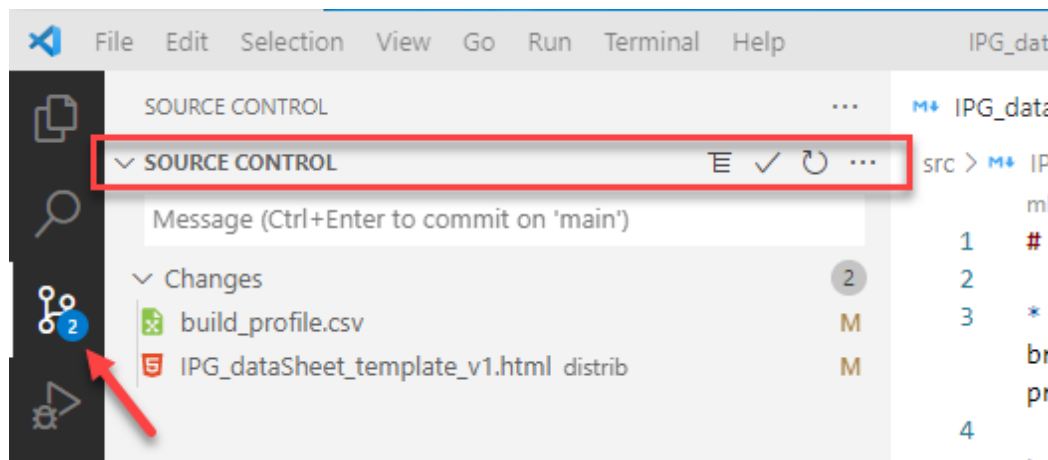 File Edit Selection View Go Run Terminal Help IPG_dat
SOURCE CONTROL ···
SOURCE CONTROL ···
Message (Ctrl+Enter to commit on 'main')
Changes 2
build_profile.csv M
IPG_dataSheet_template_v1.html distrib M
2
M↓ IPG_data
src > M↓ IP
ml
1 #
2
3 *
br
pr
4